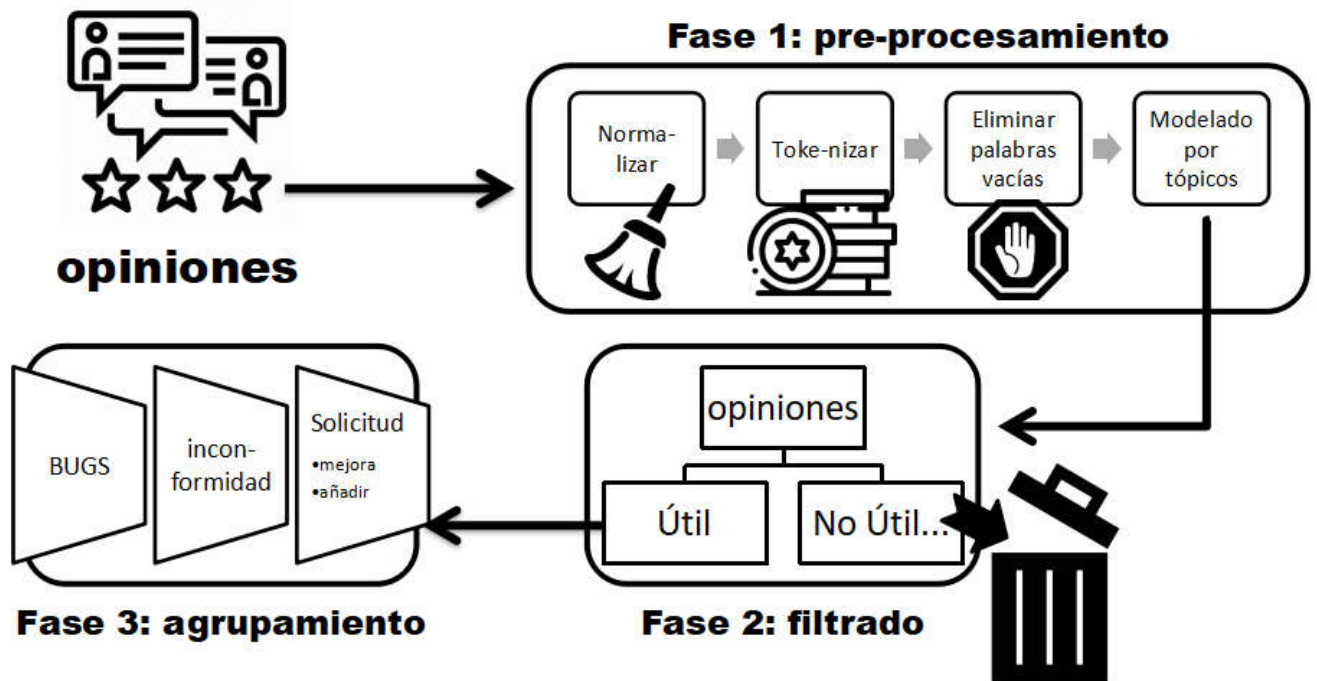 Fase 1: pre-procesamiento
Norma-
lizar
Toke-nizar
Eliminar
palabras
vacías
Modelado
por
tópicos
opiniones
opiniones
Útil
No Útil...
Fase 2: filtrado
BUGS
incon-
formidad
Solicitud
•mejora
•añadir
Fase 3: agrupamiento